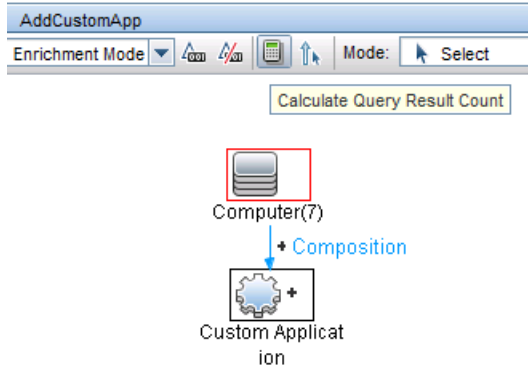 AddCustomApp
Enrichment Mode Mode: Select
Calculate Query Result Count
Computer(7)
+ Composition
+
Custom Applicat
ion